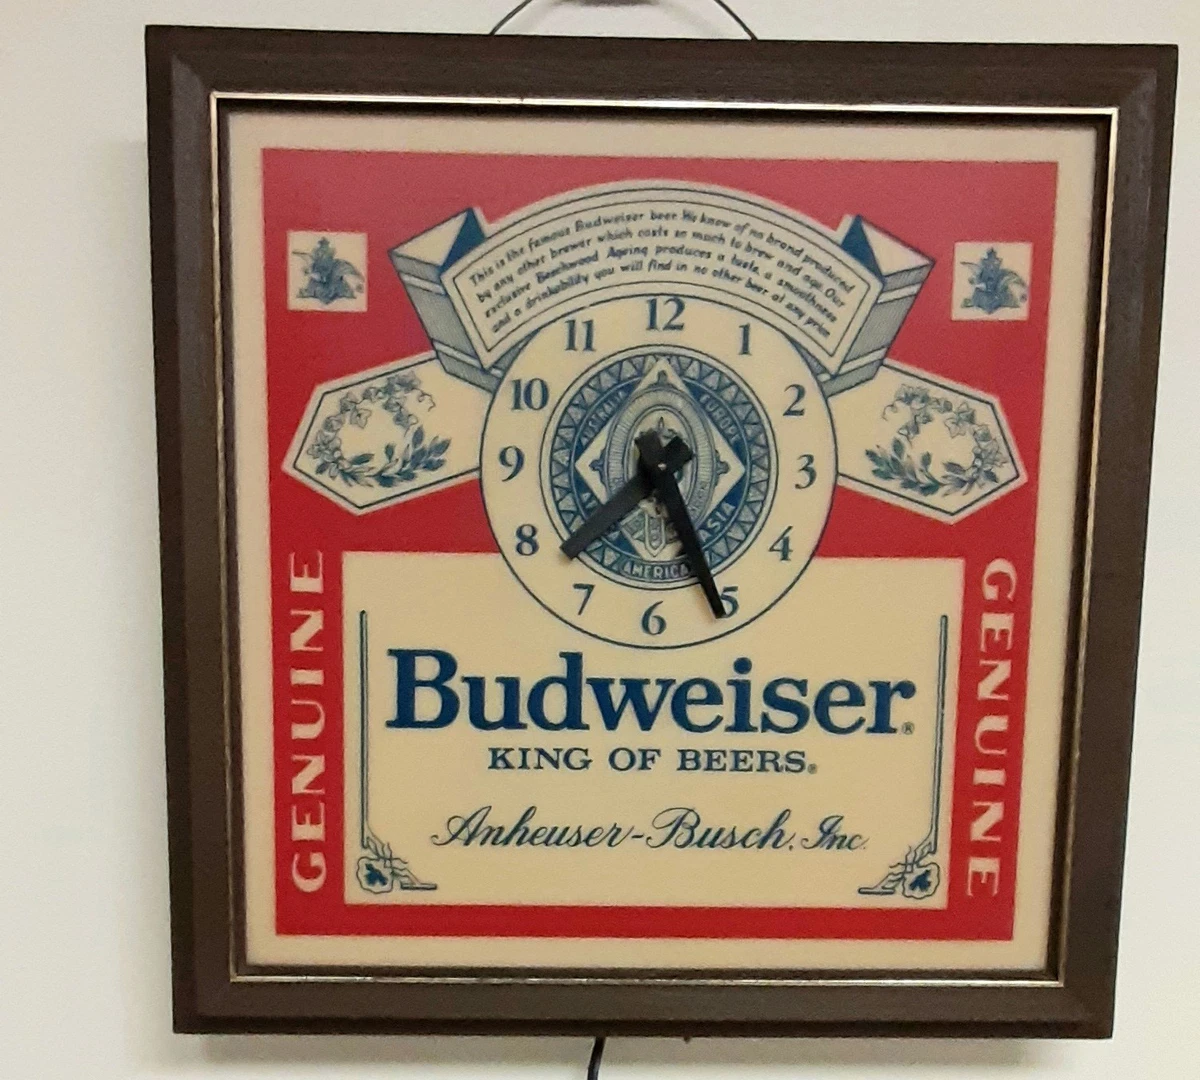 This is the famous Budweiser beer. We know of no brand produced
by any other brewer which costs so much to brew and age. Our
exclusive Beechwood Ageing produces a taste, a smoothness
and a drinkability you will find in no other beer at any price
12
11
1
10
2
9
3
8
4
7
6
5
AUSTRALIA
EUROPE
ASIA
AMERICA
GENUINE
GENUINE
Budweiser®
KING OF BEERS®
Anheuser-Busch, Inc.